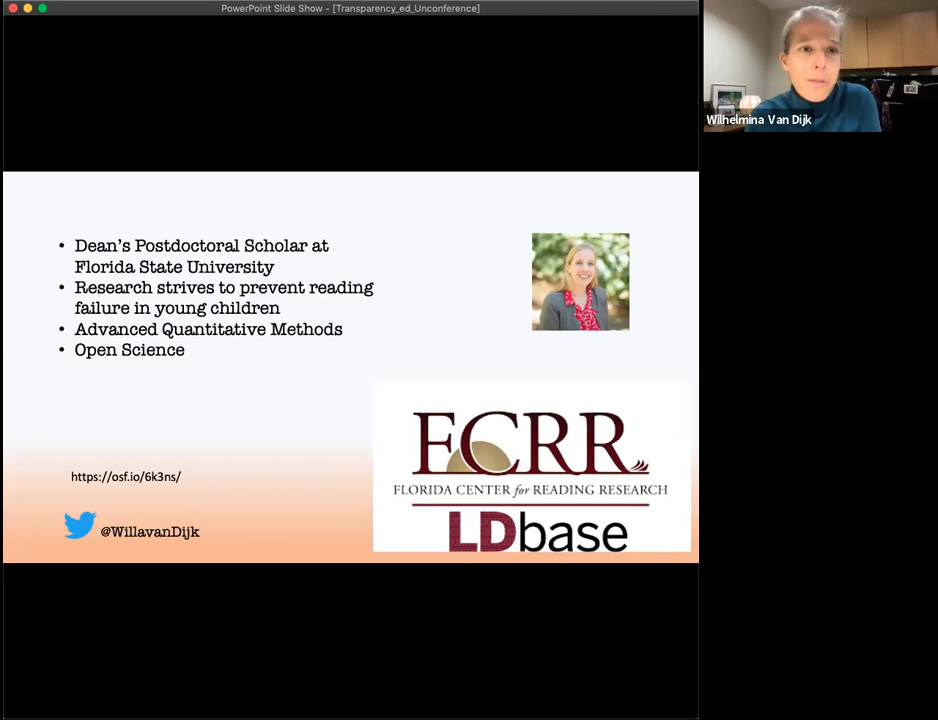 PowerPoint Slide Show - [Transparency_ed_Unconference]
Wilhelmina Van Dijk
• Dean's Postdoctoral Scholar at
Florida State University
• Research strives to prevent reading
failure in young children
• Advanced Quantitative Methods
• Open Science
FCRR
FLORIDA CENTER for READING RESEARCH
LDbase
https://osf.io/6k3ns/
@WillavanDijk